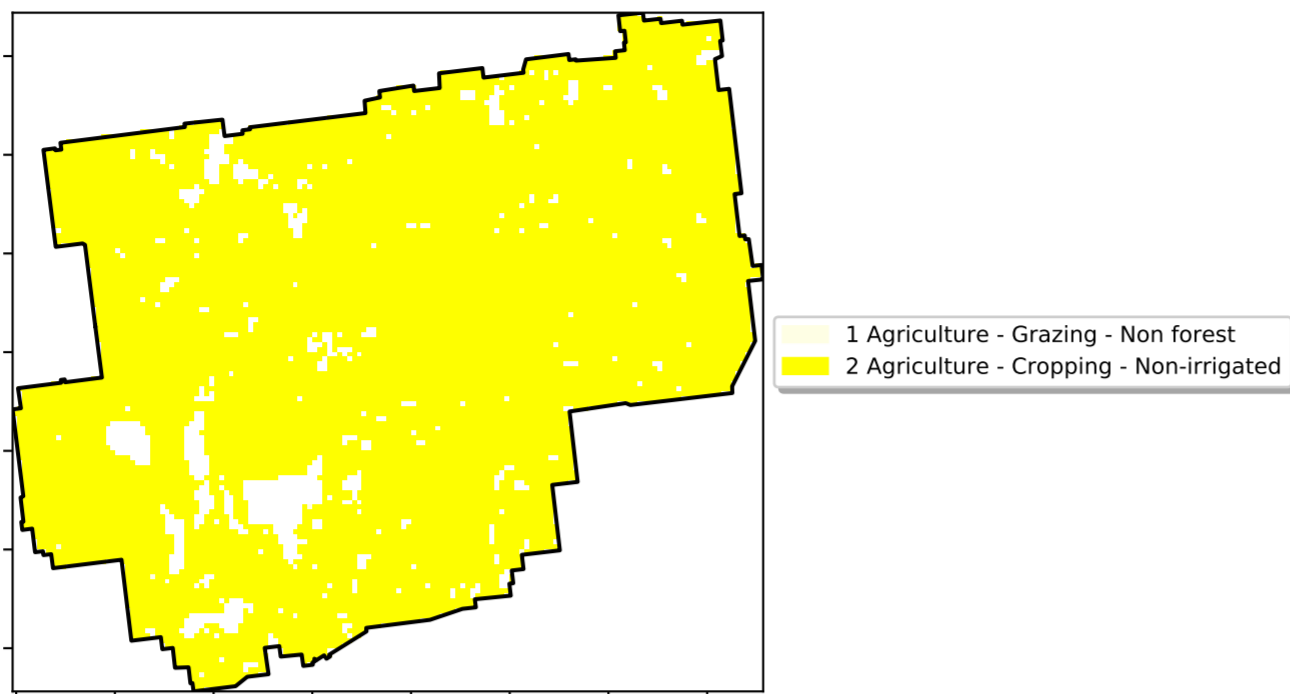 1 Agriculture - Grazing - Non forest
2 Agriculture - Cropping - Non-irrigated